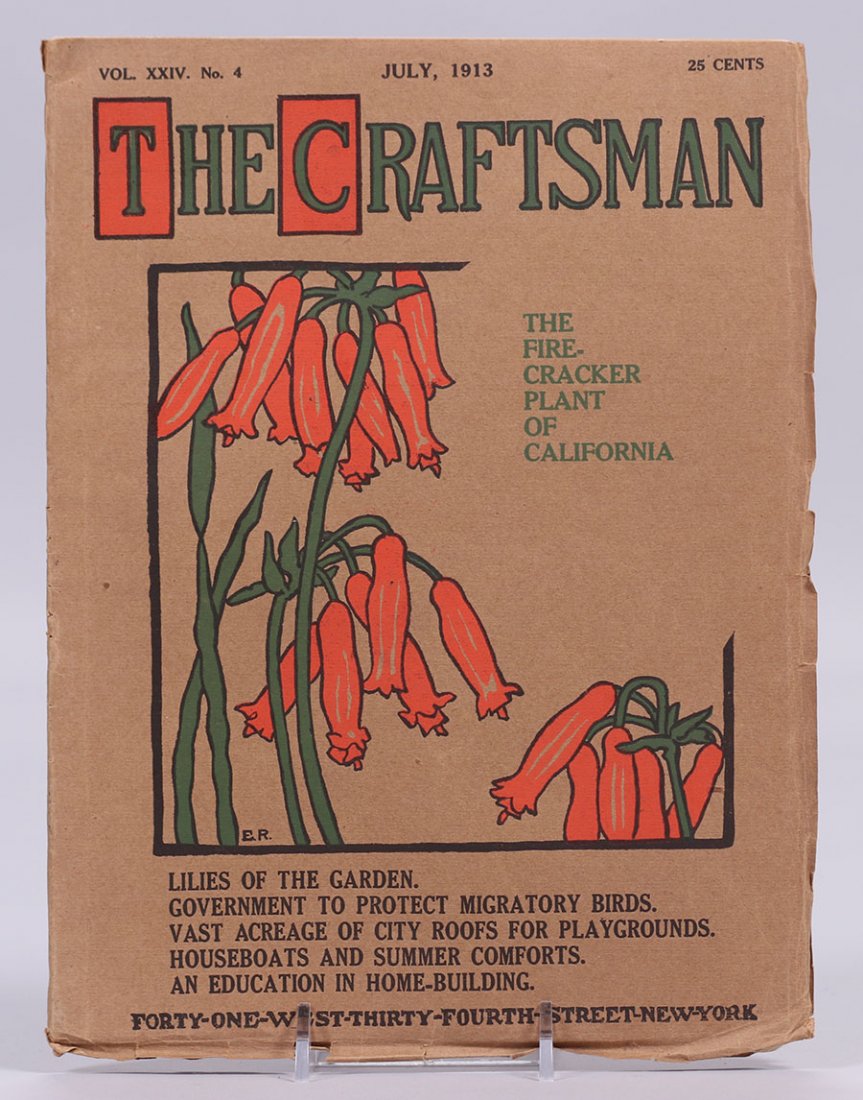 VOL. XXIV. No. 4 JULY, 1913 25 CENTS
THE CRAFTSMAN
THE
FIRE-
CRACKER
PLANT
OF
CALIFORNIA
E.R.
LILIES OF THE GARDEN.
GOVERNMENT TO PROTECT MIGRATORY BIRDS.
VAST ACREAGE OF CITY ROOFS FOR PLAYGROUNDS.
HOUSEBOATS AND SUMMER COMFORTS.
AN EDUCATION IN HOME-BUILDING.
FORTY-ONE-WEST-THIRTY-FOURTH-STREET-NEW-YORK